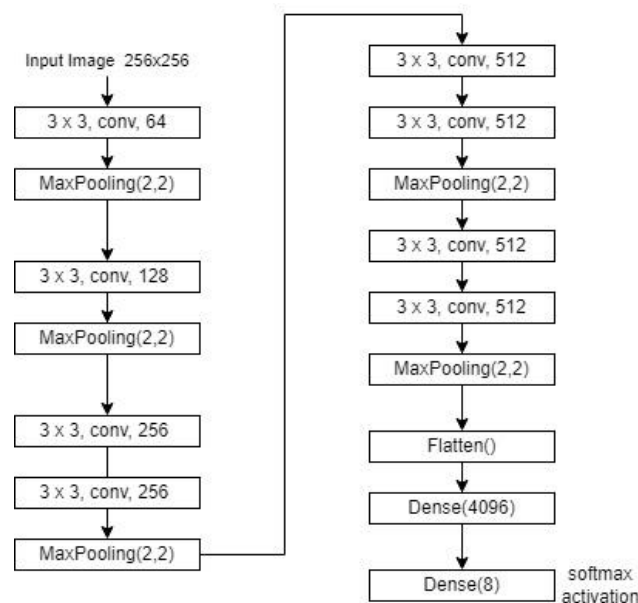 Input Image 256x256
3 x 3, conv, 64
MaxPooling(2,2)
3 x 3, conv, 128
MaxPooling(2,2)
3 x 3, conv, 256
3 x 3, conv, 256
MaxPooling(2,2)
3 x 3, conv, 512
3 x 3, conv, 512
MaxPooling(2,2)
3 x 3, conv, 512
3 x 3, conv, 512
MaxPooling(2,2)
Flatten()
Dense(4096)
Dense(8)
softmax
activation